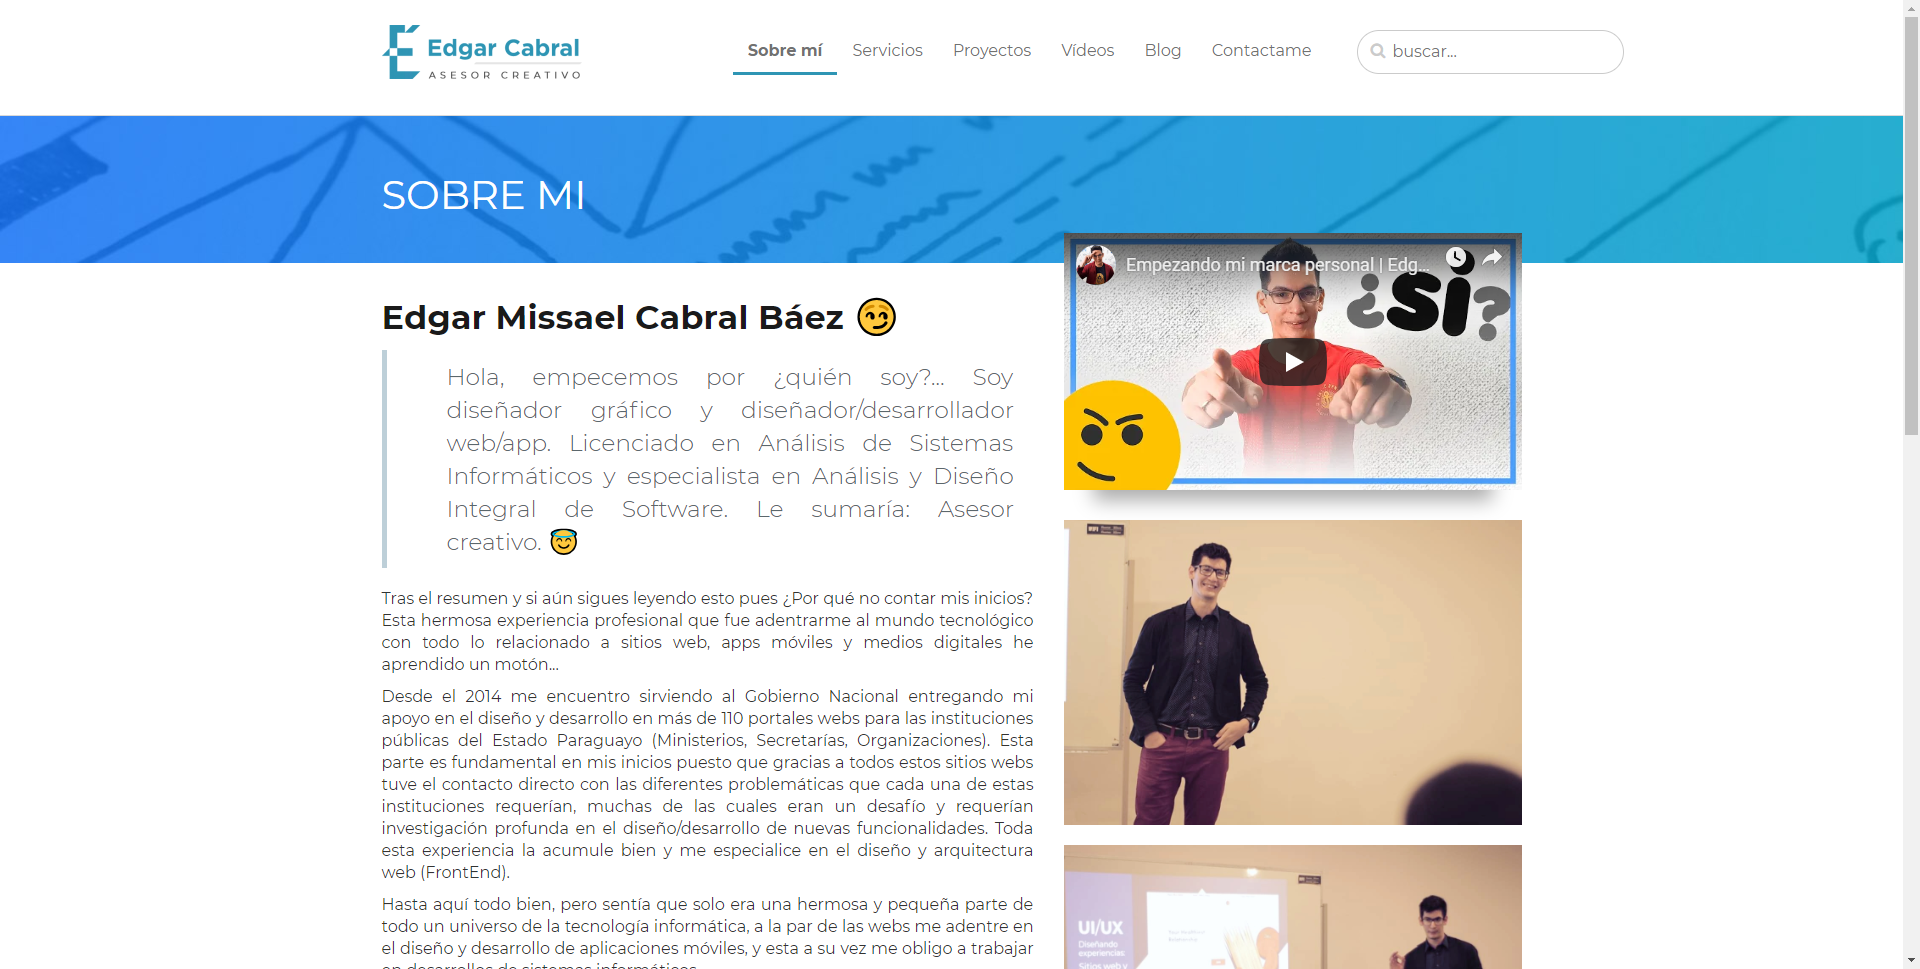 Edgar Cabral
ASESOR CREATIVO
Sobre mí
Servicios
Proyectos
Vídeos
Blog
Contactame
buscar...
SOBRE MI
Edgar Missael Cabral Báez
Hola, empecemos por ¿quién soy?... Soy
diseñador gráfico y diseñador/desarrollador
web/app. Licenciado en Análisis de Sistemas
Informáticos y especialista en Análisis y Diseño
Integral de Software. Le sumaría: Asesor
creativo.
Tras el resumen y si aún sigues leyendo esto pues ¿Por qué no contar mis inicios?
Esta hermosa experiencia profesional que fue adentrarme al mundo tecnológico
con todo lo relacionado a sitios web, apps móviles y medios digitales he
aprendido un motón...
Desde el 2014 me encuentro sirviendo al Gobierno Nacional entregando mi
apoyo en el diseño y desarrollo en más de 110 portales webs para las instituciones
públicas del Estado Paraguayo (Ministerios, Secretarías, Organizaciones). Esta
parte es fundamental en mis inicios puesto que gracias a todos estos sitios webs
tuve el contacto directo con las diferentes problemáticas que cada una de estas
instituciones requerían, muchas de las cuales eran un desafío y requerían
investigación profunda en el diseño/desarrollo de nuevas funcionalidades. Toda
esta experiencia la acumule bien y me especialice en el diseño y arquitectura
web (FrontEnd).
Hasta aquí todo bien, pero sentía que solo era una hermosa y pequeña parte de
todo un universo de la tecnología informática, a la par de las webs me adentre en
el diseño y desarrollo de aplicaciones móviles, y esta a su vez me obligo a trabajar
en desarrollos de sistemas informáticos
Empezando mi marca personal | Edg...
¿SÍ?
UI/UX
Diseñando
experiencias
Sitios web y